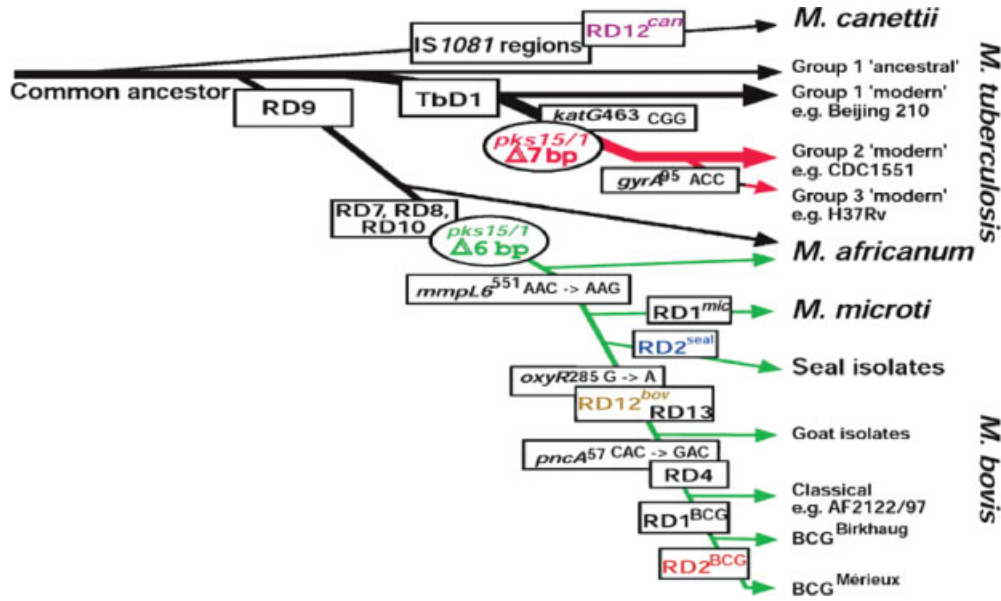 M. canettii
RD12can
IS1081 regions
Common ancestor
Group 1 'ancestral'
RD9
TbD1
Group 1 'modern'
e.g. Beijing 210
katG463 CGG
pks15/1
Δ7 bp
Group 2 'modern'
e.g. CDC1551
gyrA95 ACC
Group 3 'modern'
e.g. H37Rv
M. tuberculosis
RD7, RD8,
RD10
pks15/1
Δ6 bp
M. africanum
mmpL6551 AAC -> AAG
RD1mic
M. microti
RD2seal
Seal isolates
oxyR285 G -> A
RD12bov
RD13
Goat isolates
pncA57 CAC -> GAC
RD4
Classical
e.g. AF2122/97
RD1BCG
BCGBirkhaug
RD2BCG
BCGMérieux
M. bovis